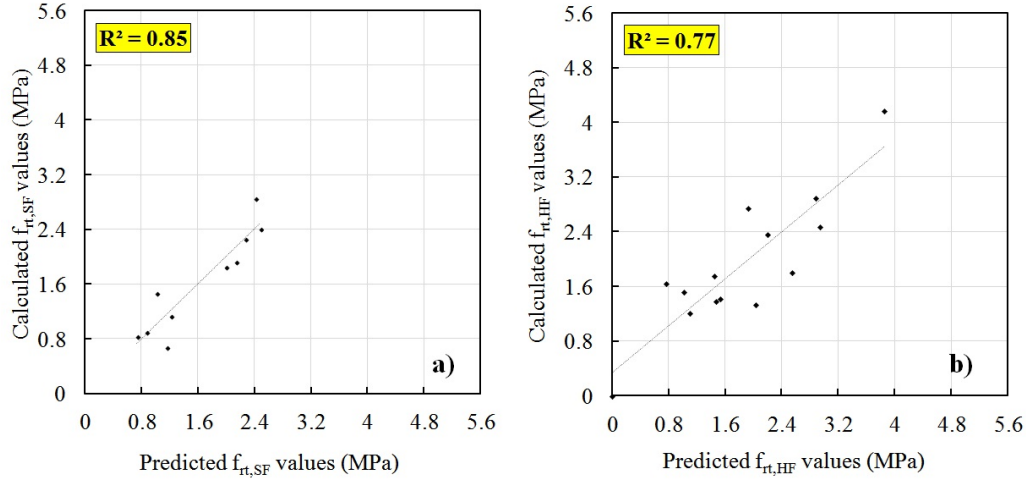 R² = 0.85
Calculated frt,SF values (MPa)
5.6
4.8
4
3.2
2.4
1.6
0.8
0
a)
0 0.8 1.6 2.4 3.2 4 4.8 5.6
Predicted frt,SF values (MPa)
R² = 0.77
Calculated frt,HF values (MPa)
5.6
4.8
4
3.2
2.4
1.6
0.8
0
b)
0 0.8 1.6 2.4 3.2 4 4.8 5.6
Predicted frt,HF values (MPa)